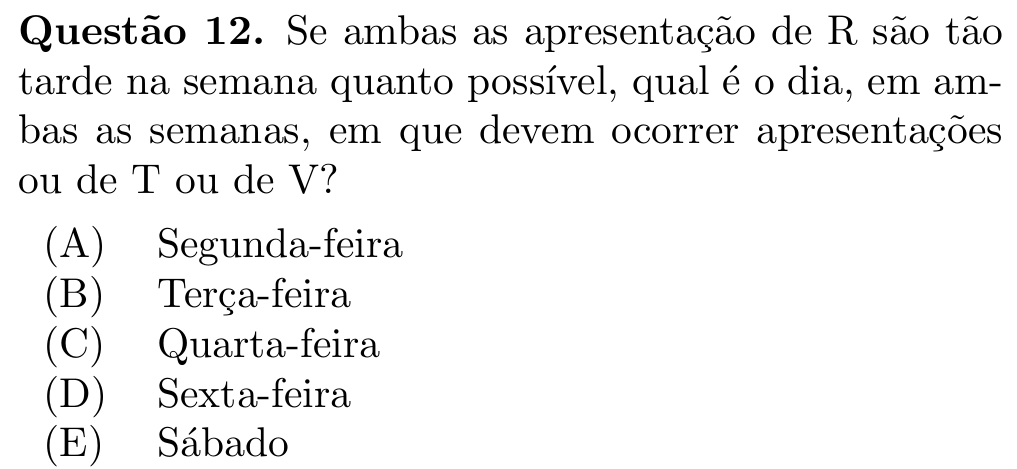 Questão 12. Se ambas as apresentação de R são tão
tarde na semana quanto possível, qual é o dia, em am-
bas as semanas, em que devem ocorrer apresentações
ou de T ou de V?
(A) Segunda-feira
(B) Terça-feira
(C) Quarta-feira
(D) Sexta-feira
(E) Sábado